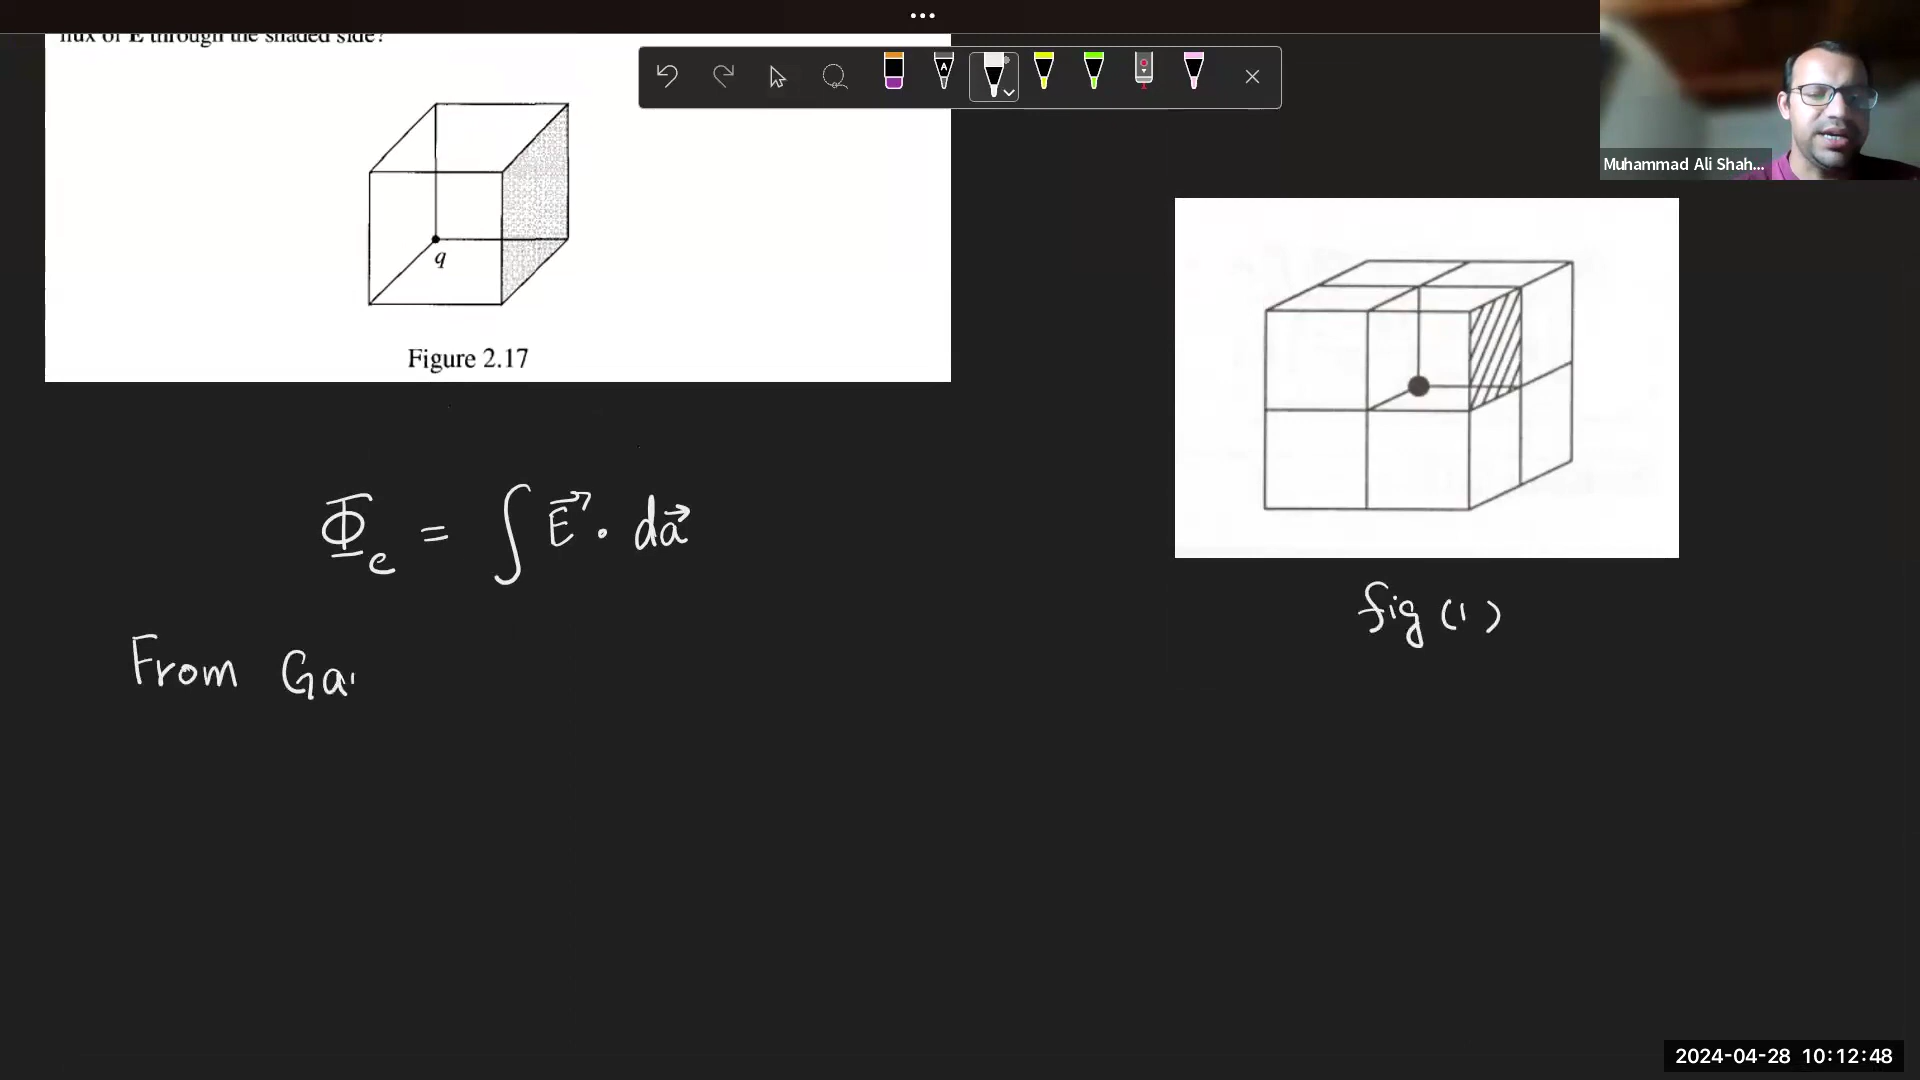 flux of E through the shaded side?
A
Muhammad Ali Shah...
q
Figure 2.17
Φe = ∫ E⃗ · da⃗
fig (1)
From Ga
2024-04-28 10:12:48